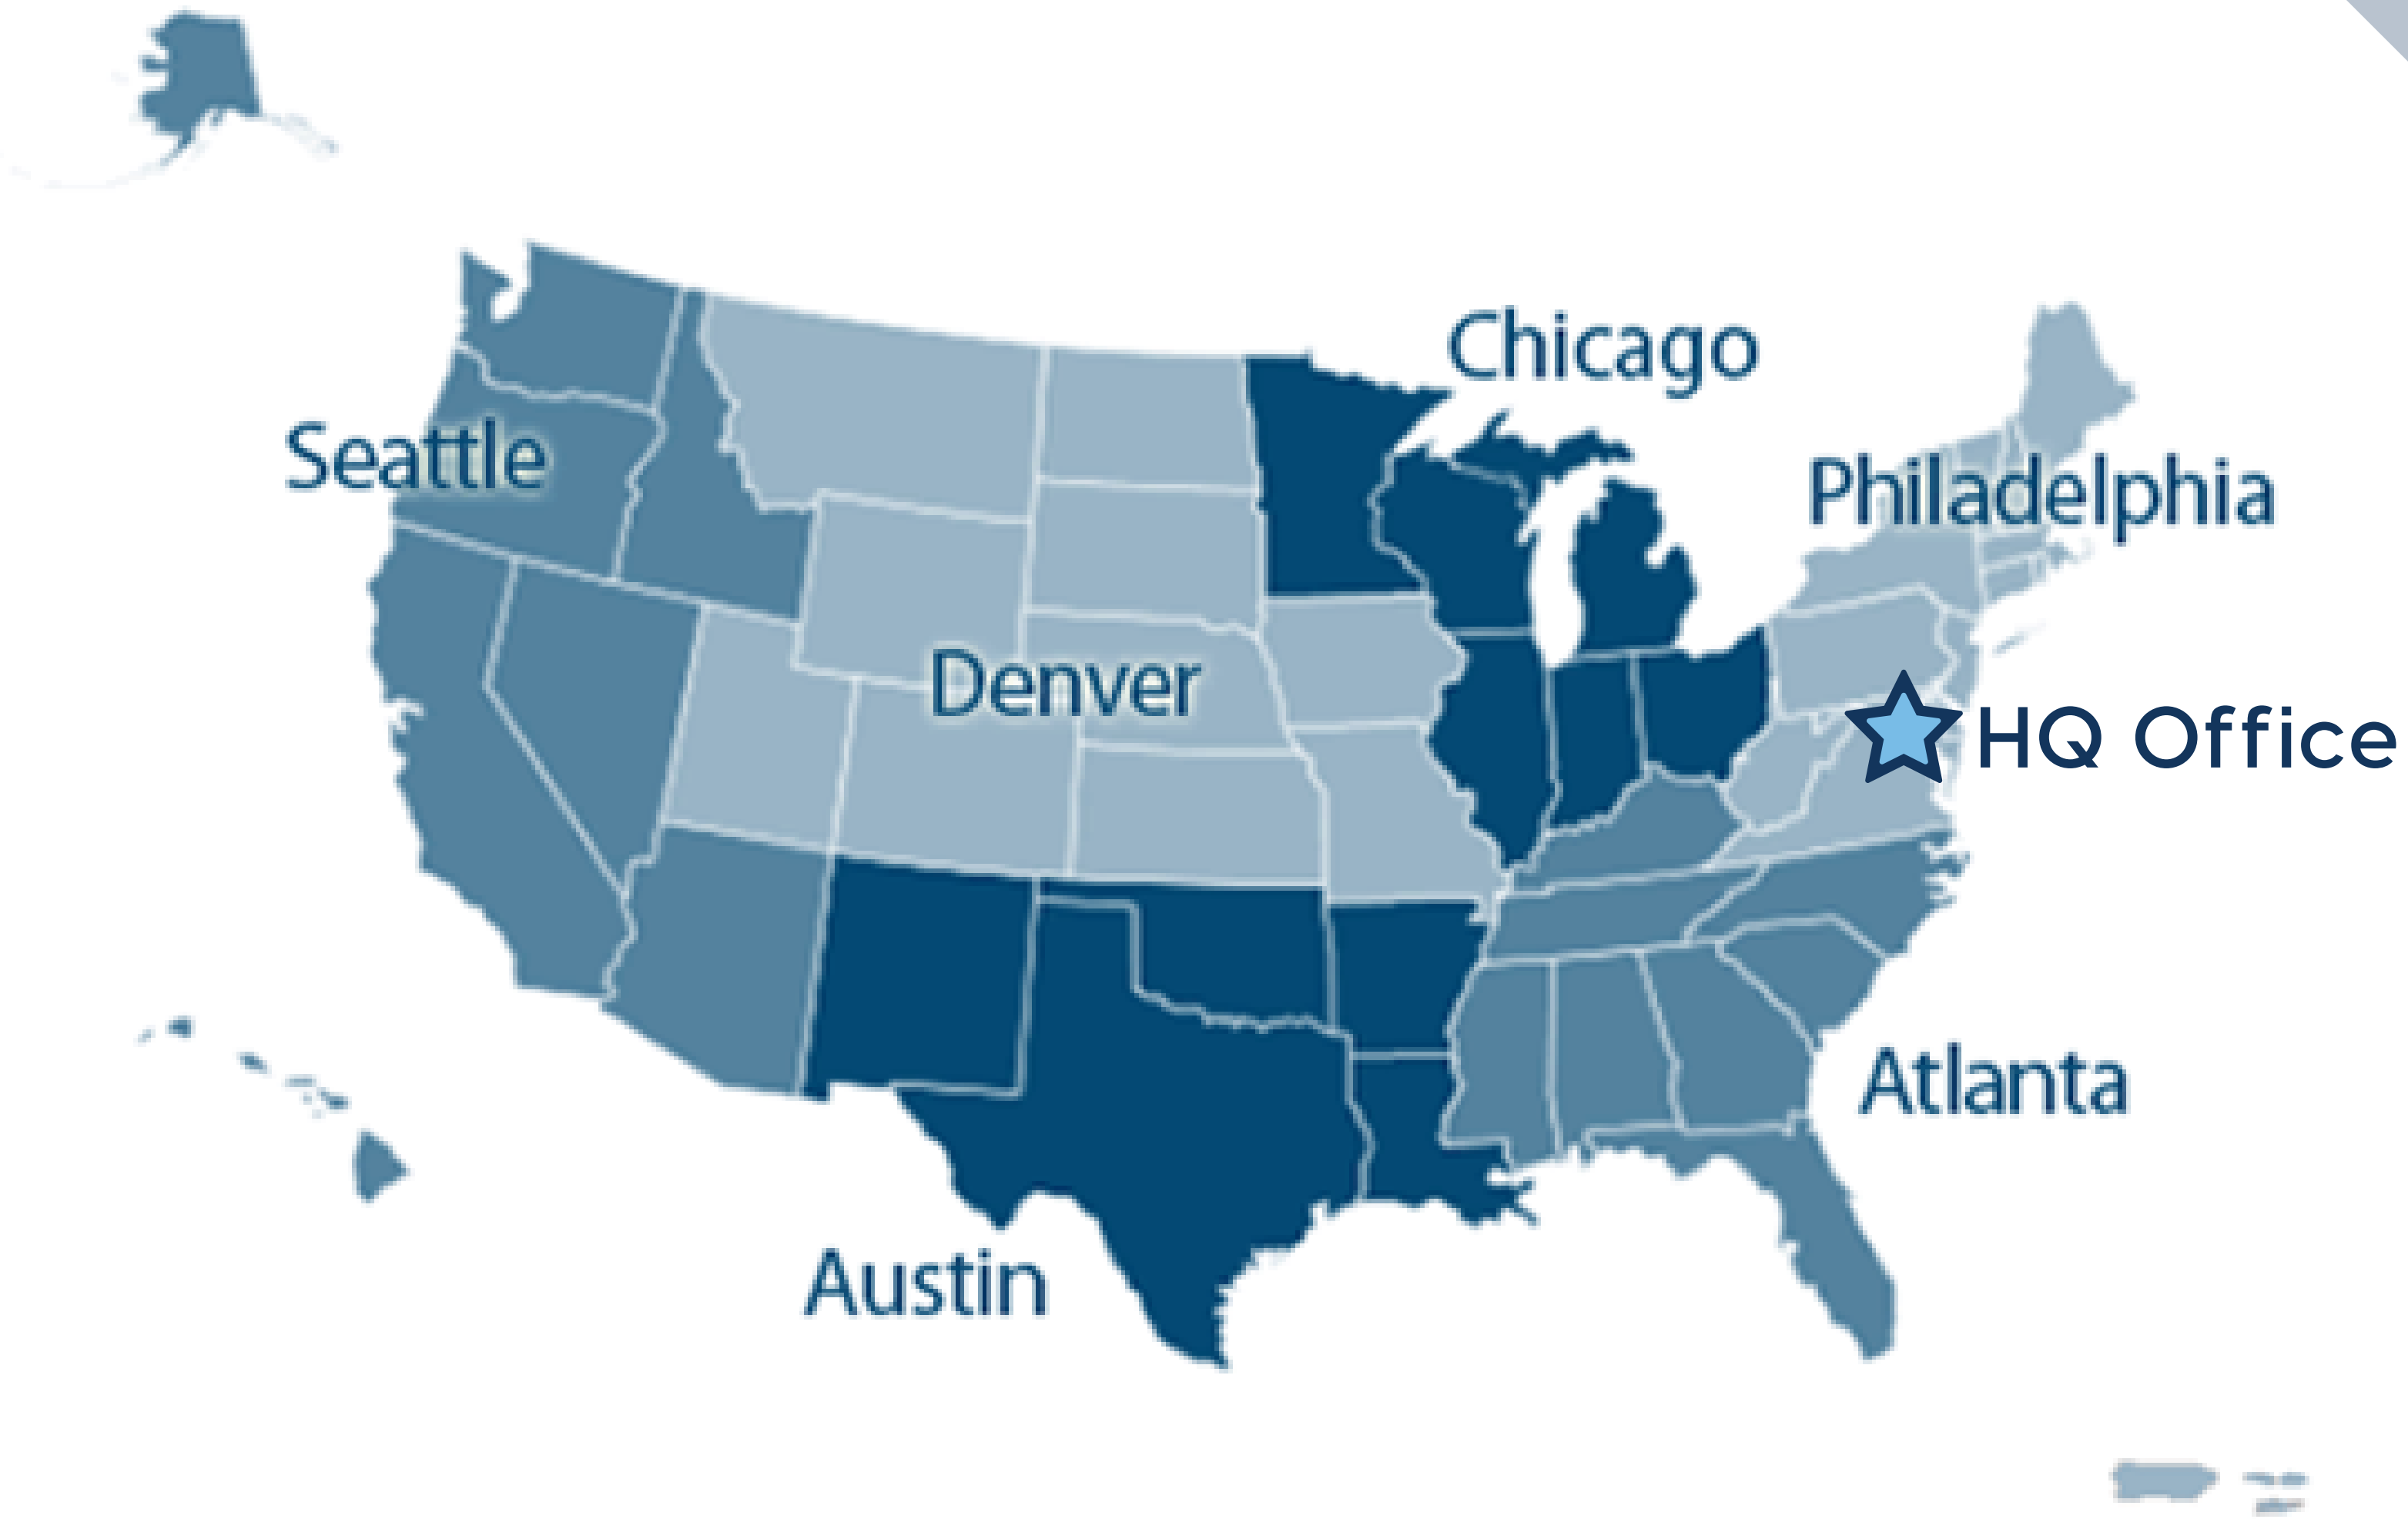 Chicago
Seattle
Philadelphia
Denver
HQ Office
Atlanta
Austin